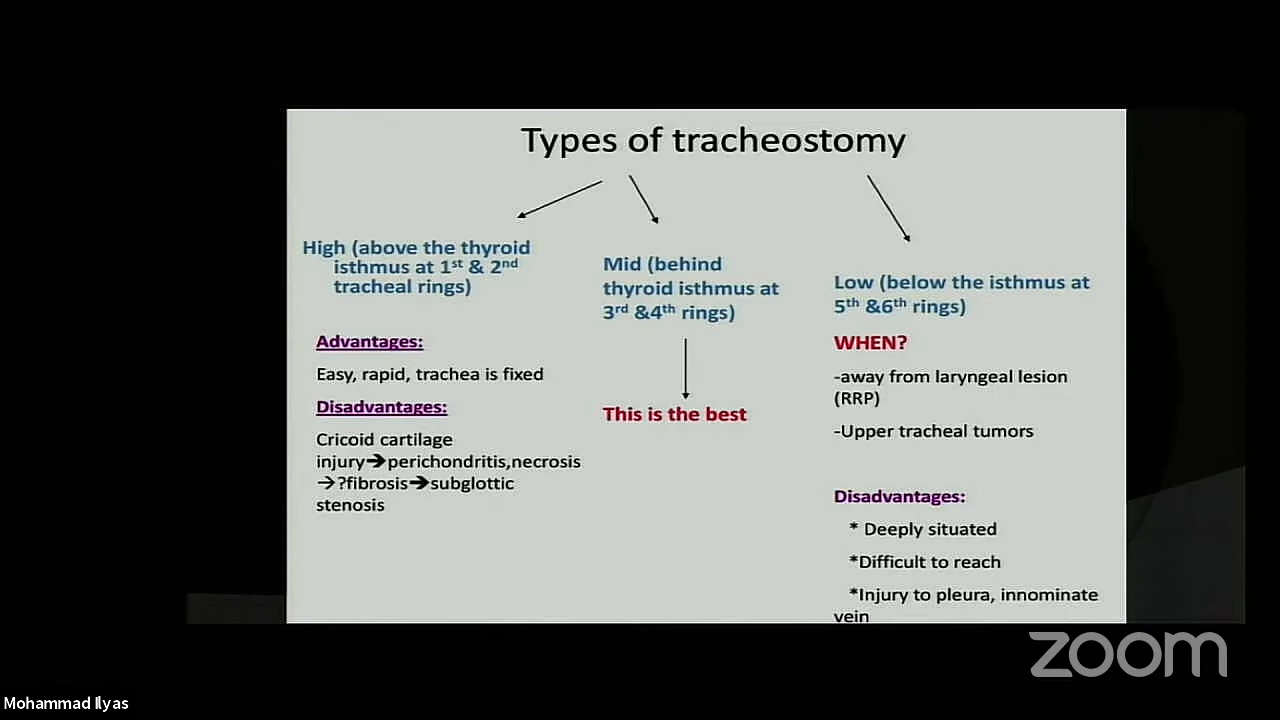 Types of tracheostomy
High (above the thyroid
isthmus at 1st & 2nd
tracheal rings)
Advantages:
Easy, rapid, trachea is fixed
Disadvantages:
Cricoid cartilage
injury➔perichondritis,necrosis
→?fibrosis➔subglottic
stenosis
Mid (behind
thyroid isthmus at
3rd &4th rings)
This is the best
Low (below the isthmus at
5th &6th rings)
WHEN?
-away from laryngeal lesion
(RRP)
-Upper tracheal tumors
Disadvantages:
* Deeply situated
*Difficult to reach
*Injury to pleura, innominate
vein
zoom
Mohammad Ilyas